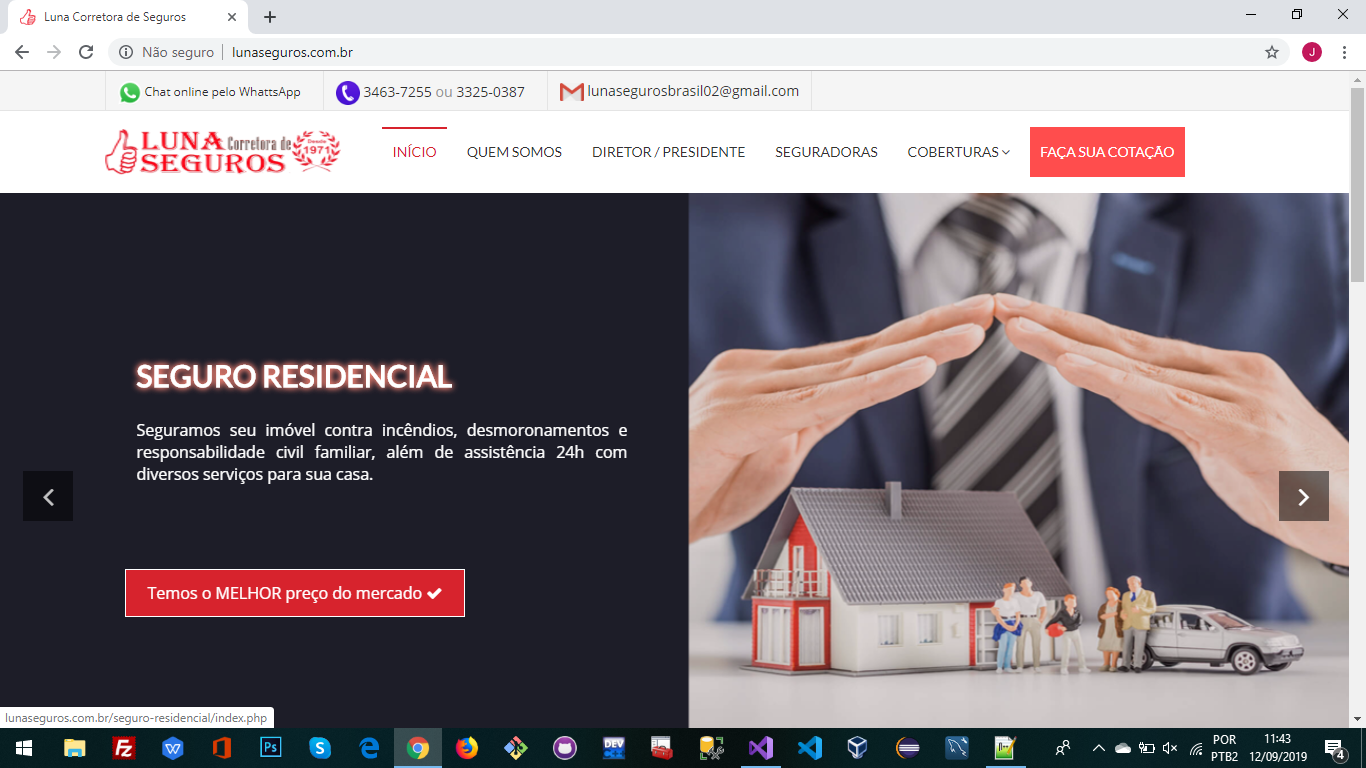 Luna Corretora de Seguros
Não seguro
lunaseguros.com.br
J
Chat online pelo WhattsApp
3463-7255 ou 3325-0387
lunasegurosbrasil02@gmail.com
LUNA Corretora de Desde
SEGUROS 1971
INÍCIO
QUEM SOMOS
DIRETOR / PRESIDENTE
SEGURADORAS
COBERTURAS
FAÇA SUA COTAÇÃO
SEGURO RESIDENCIAL
Seguramos seu imóvel contra incêndios, desmoronamentos e
responsabilidade civil familiar, além de assistência 24h com
diversos serviços para sua casa.
Temos o MELHOR preço do mercado
lunaseguros.com.br/seguro-residencial/index.php
Fz
W
Ps
S
DEV
POR
PTB2
11:43
12/09/2019
4